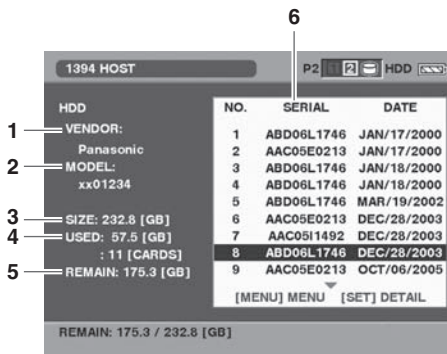 6
1394 HOST P2 1 2 HDD
HDD
1 VENDOR:
Panasonic
2 MODEL:
xx01234
3 SIZE: 232.8 [GB]
4 USED: 57.5 [GB]
: 11 [CARDS]
5 REMAIN: 175.3 [GB]
NO. SERIAL DATE
1 ABD06L1746 JAN/17/2000
2 AAC05E0213 JAN/17/2000
3 ABD06L1746 JAN/18/2000
4 ABD06L1746 JAN/18/2000
5 ABD06L1746 MAR/19/2002
6 AAC05E0213 DEC/28/2003
7 AAC05I1492 DEC/28/2003
8 ABD06L1746 DEC/28/2003
9 AAC05E0213 OCT/06/2005
[MENU] MENU [SET] DETAIL
REMAIN: 175.3 / 232.8 [GB]